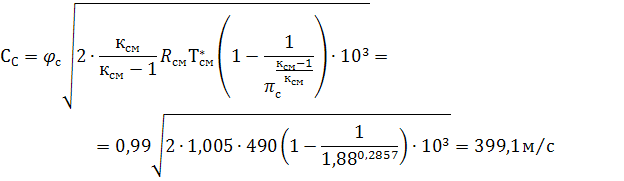 C_C = φ_с √(2 · к_см/(к_см − 1) R_см T*_см (1 − 1/π_с^((к_см−1)/к_см)) · 10³) =
= 0,99 √(2 · 1,005 · 490 (1 − 1/1,88^0,2857) · 10³) = 399,1 м/с